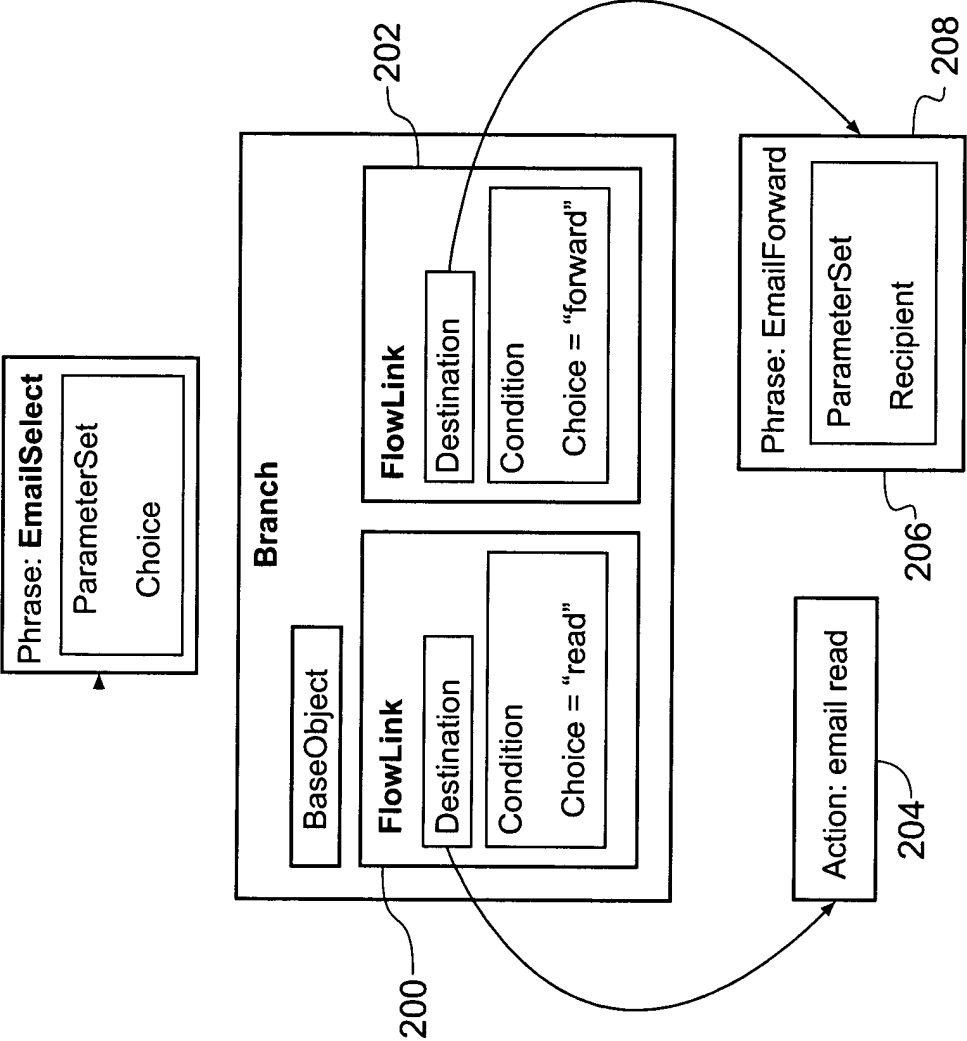 Phrase: EmailSelect
ParameterSet
Choice
Branch
BaseObject
FlowLink
Destination
Condition
Choice = “read”
200
FlowLink
Destination
Condition
Choice = “forward”
202
Action: email read
204
Phrase: EmailForward
ParameterSet
Recipient
206
208